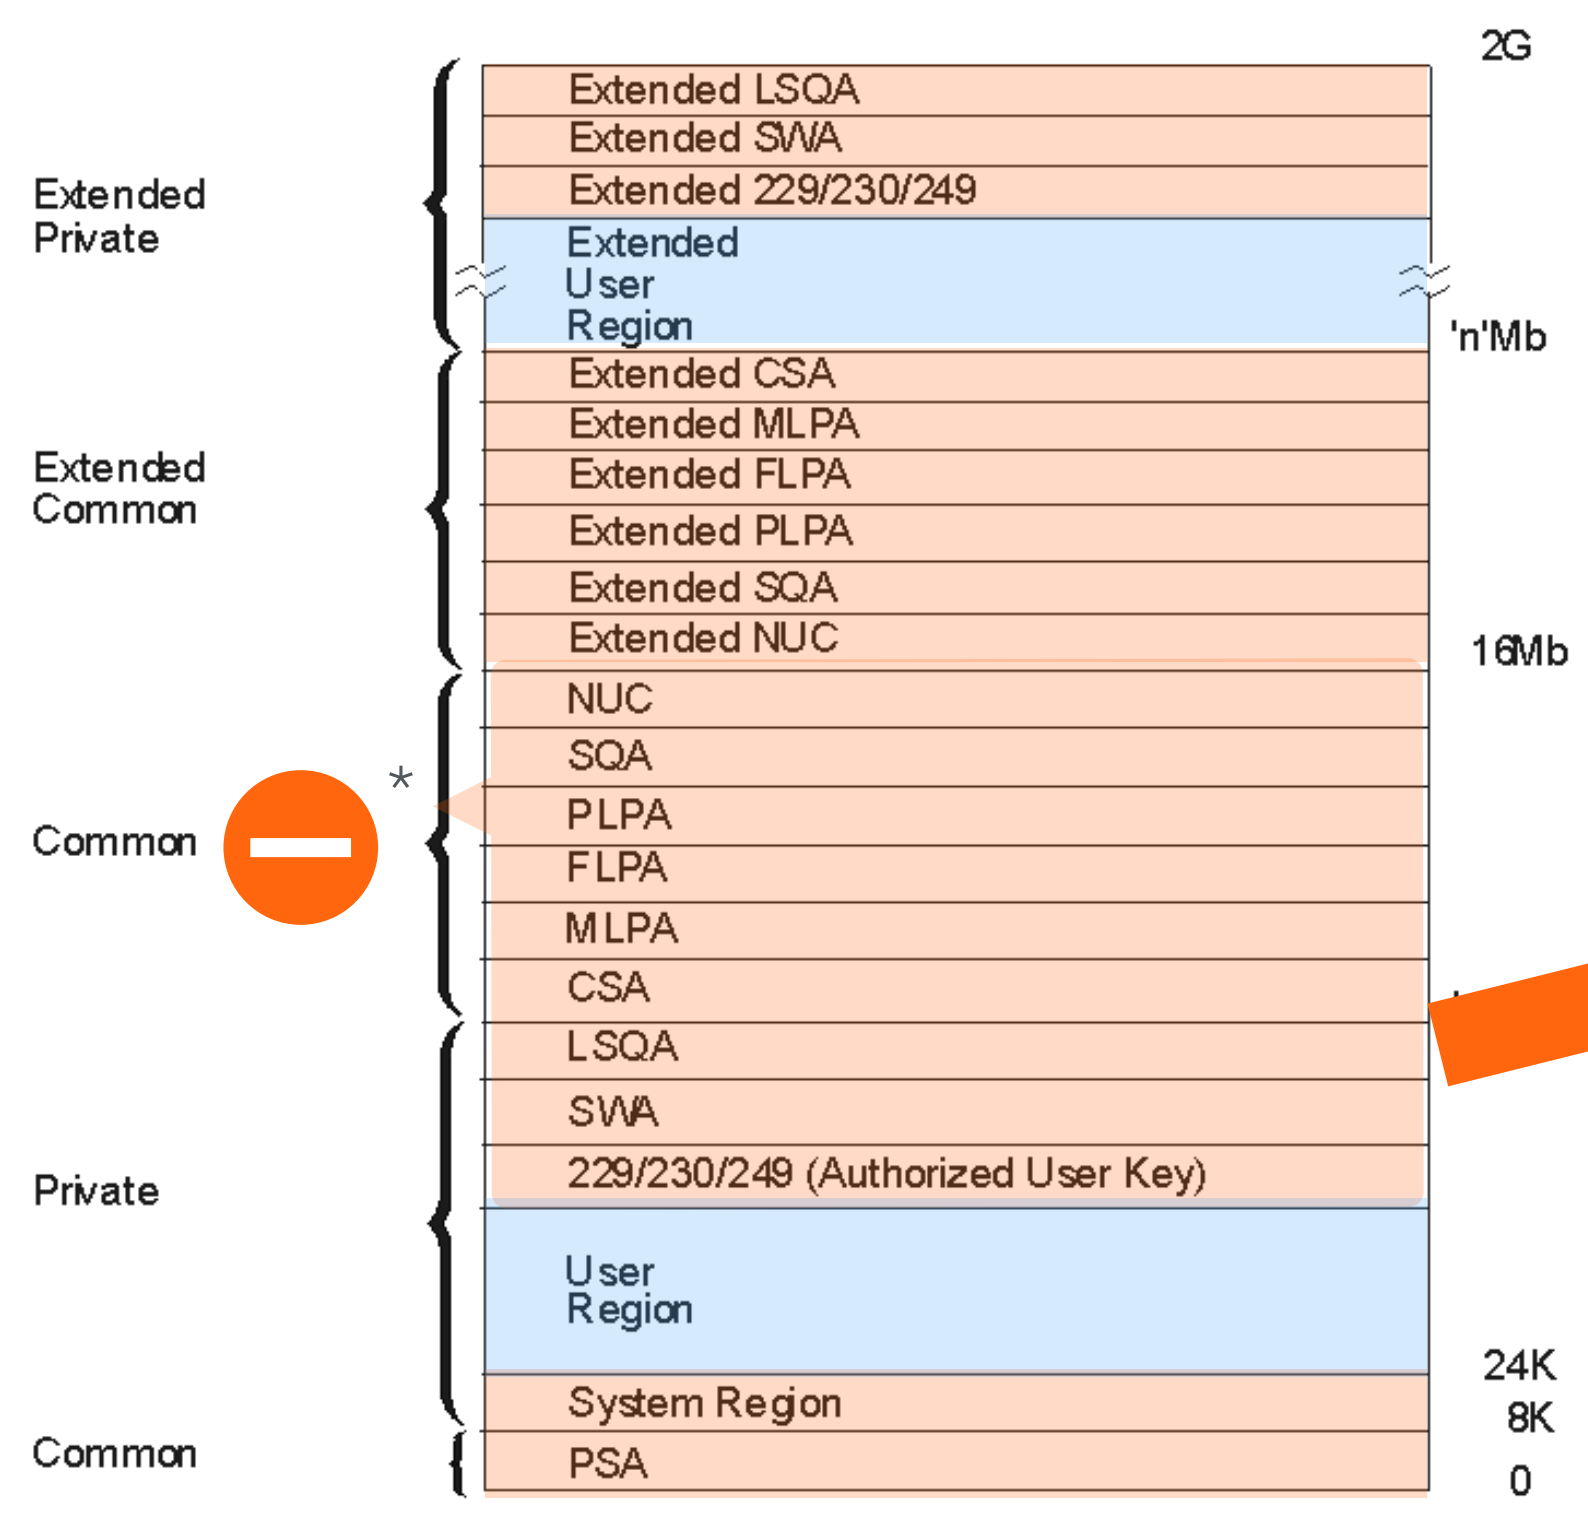 2G
Extended LSQA
Extended SWA
Extended 229/230/249
Extended
Private
Extended
User
Region
'n'Mb
Extended CSA
Extended MLPA
Extended FLPA
Extended
Common
Extended PLPA
Extended SQA
Extended NUC
16Mb
NUC
SQA
*
PLPA
Common
FLPA
MLPA
CSA
LSQA
SWA
229/230/249 (Authorized User Key)
Private
User
Region
24K
System Region
8K
Common
PSA
0